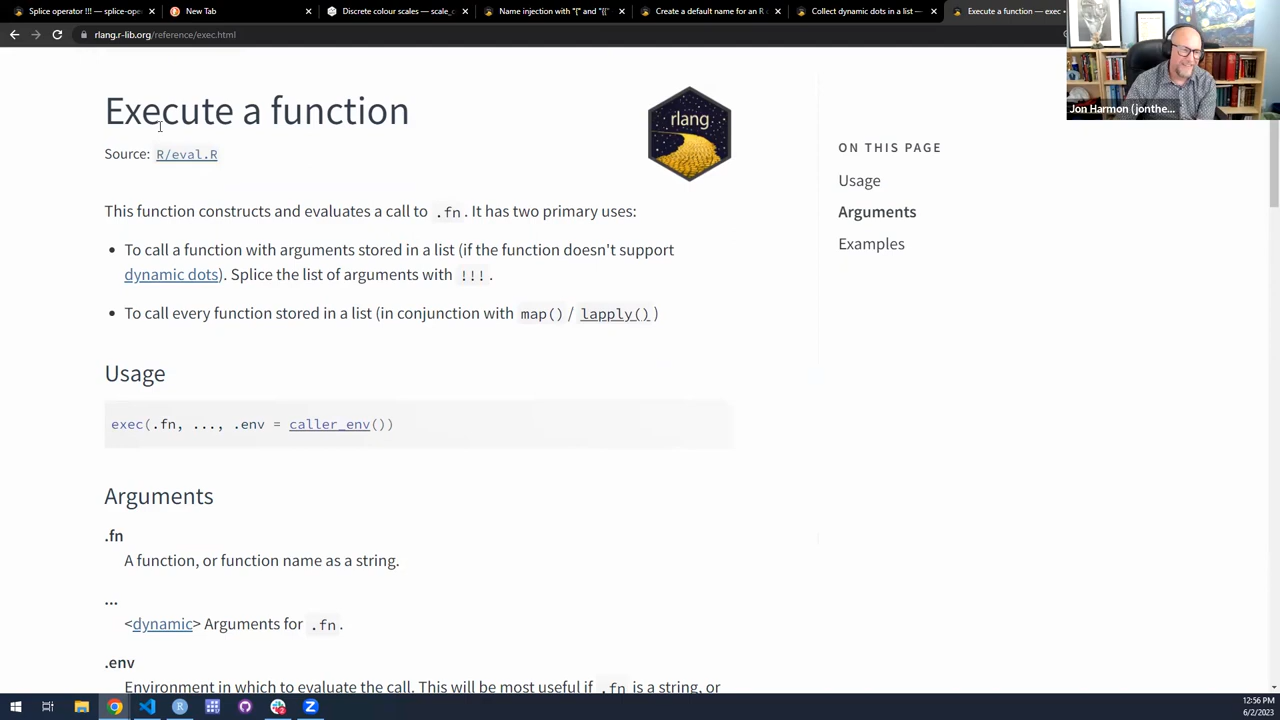 Splice operator !!! — splice-oper…
New Tab
Discrete colour scales — scale_c…
Name injection with "{" and "{{"
Create a default name for an R …
Collect dynamic dots in a list — …
Execute a function — exec •
rlang.r-lib.org/reference/exec.html
Jon Harmon (jonthe...
Execute a function
Source: R/eval.R
rlang
ON THIS PAGE
Usage
Arguments
Examples
This function constructs and evaluates a call to .fn. It has two primary uses:
• To call a function with arguments stored in a list (if the function doesn't support
dynamic dots). Splice the list of arguments with !!!.
• To call every function stored in a list (in conjunction with map() / lapply())
Usage
exec(.fn, ..., .env = caller_env())
Arguments
.fn
A function, or function name as a string.
...
<dynamic> Arguments for .fn.
.env
Environment in which to evaluate the call. This will be most useful if .fn is a string, or
12:56 PM
6/2/2023